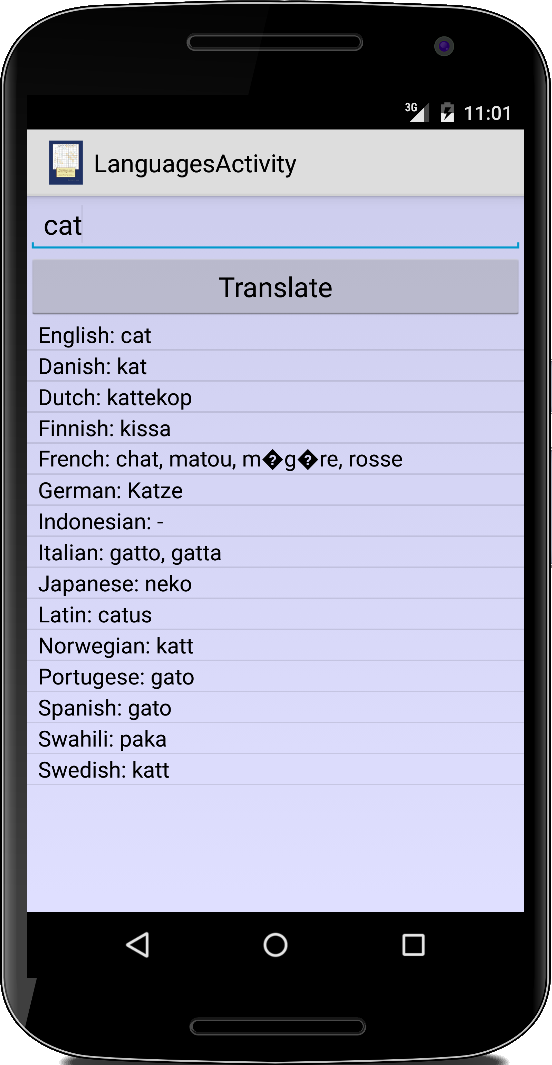 3G 11:01
LanguagesActivity
cat
Translate
English: cat
Danish: kat
Dutch: kattekop
Finnish: kissa
French: chat, matou, m�g�re, rosse
German: Katze
Indonesian: -
Italian: gatto, gatta
Japanese: neko
Latin: catus
Norwegian: katt
Portugese: gato
Spanish: gato
Swahili: paka
Swedish: katt